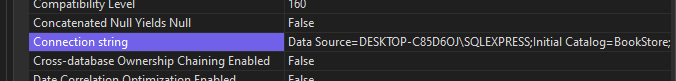 Compatibility Level 160
Concatenated Null Yields Null False
Connection string Data Source=DESKTOP-C85D6OJ\SQLEXPRESS;Initial Catalog=BookStore;
Cross-database Ownership Chaining Enabled False
Date Correlation Optimization Enabled False